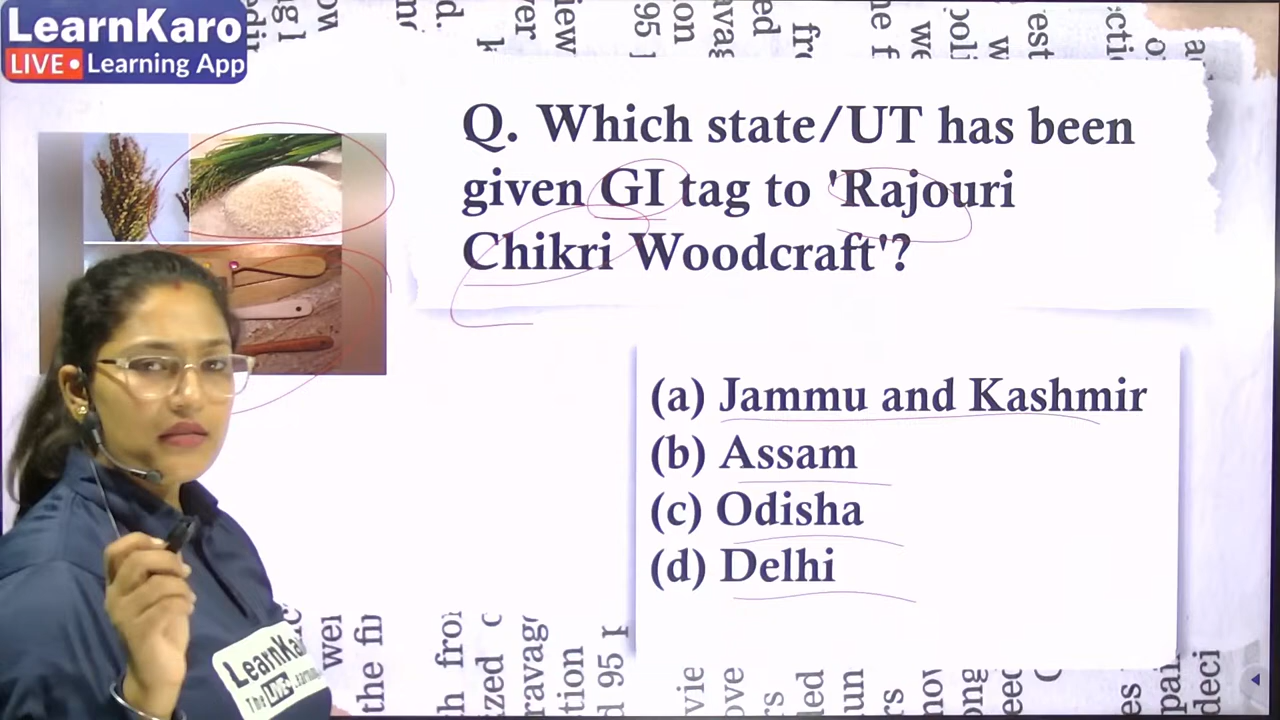 LearnKaro
LIVE • Learning App
Q. Which state/UT has been
given GI tag to 'Rajouri
Chikri Woodcraft'?
(a) Jammu and Kashmir
(b) Assam
(c) Odisha
(d) Delhi